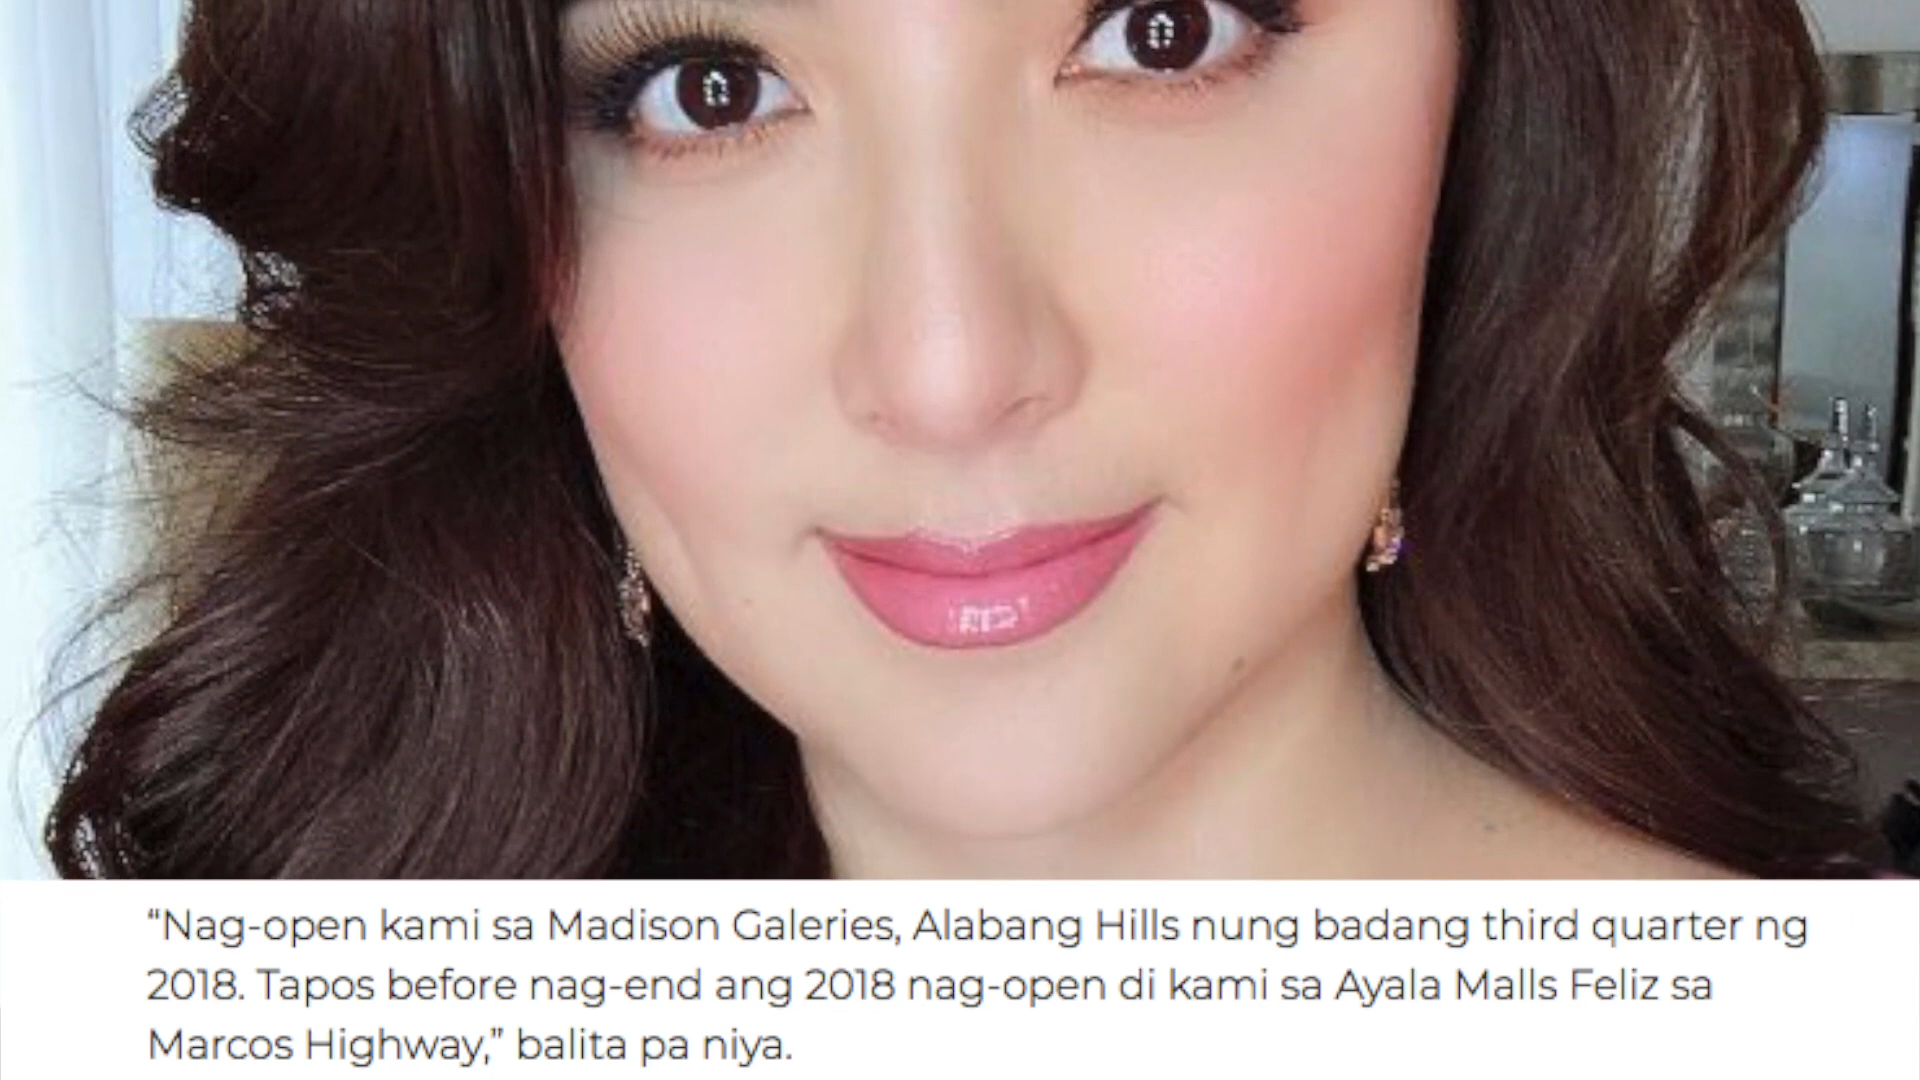 “Nag-open kami sa Madison Galeries, Alabang Hills nung badang third quarter ng
2018. Tapos before nag-end ang 2018 nag-open di kami sa Ayala Malls Feliz sa
Marcos Highway,” balita pa niya.